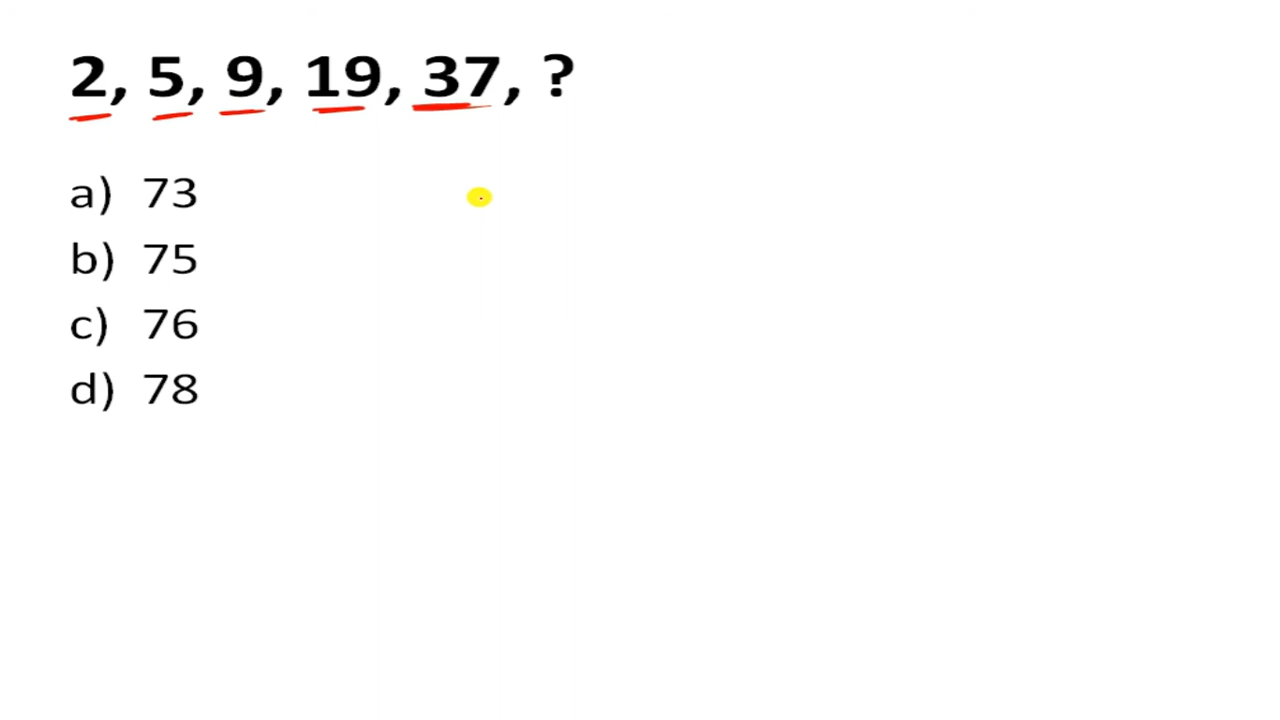 2, 5, 9, 19, 37, ?
a) 73
b) 75
c) 76
d) 78